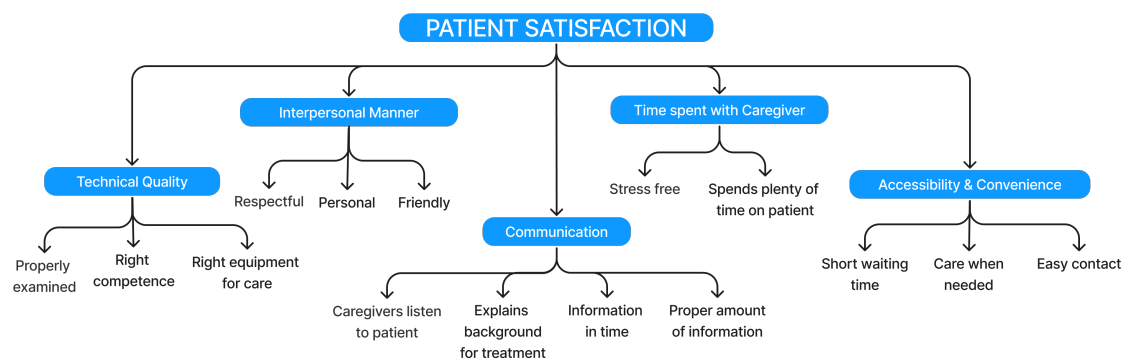 PATIENT SATISFACTION
Interpersonal Manner
Time spent with Caregiver
Technical Quality
Accessibility & Convenience
Respectful
Personal
Friendly
Stress free
Spends plenty of
time on patient
Communication
Properly
examined
Right
competence
Right equipment
for care
Short waiting
time
Care when
needed
Easy contact
Caregivers listen
to patient
Explains
background
for treatment
Information
in time
Proper amount
of information